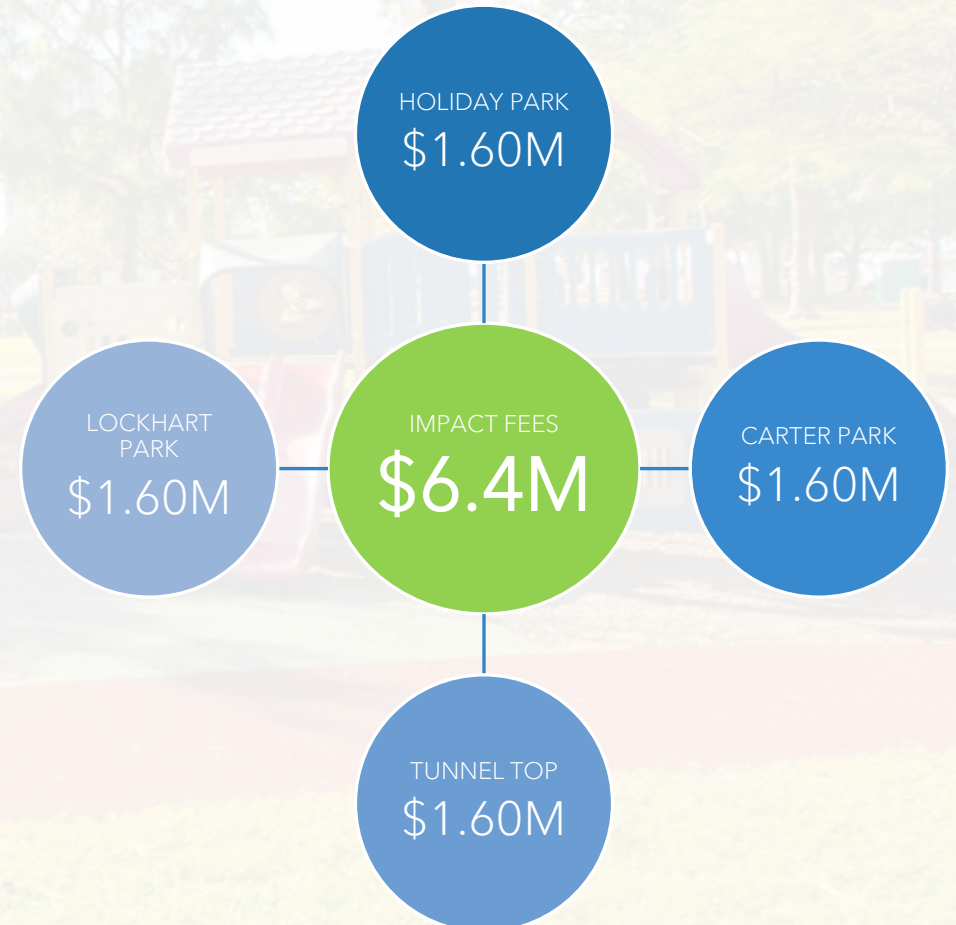 HOLIDAY PARK
$1.60M
LOCKHART
PARK
$1.60M
IMPACT FEES
$6.4M
CARTER PARK
$1.60M
TUNNEL TOP
$1.60M